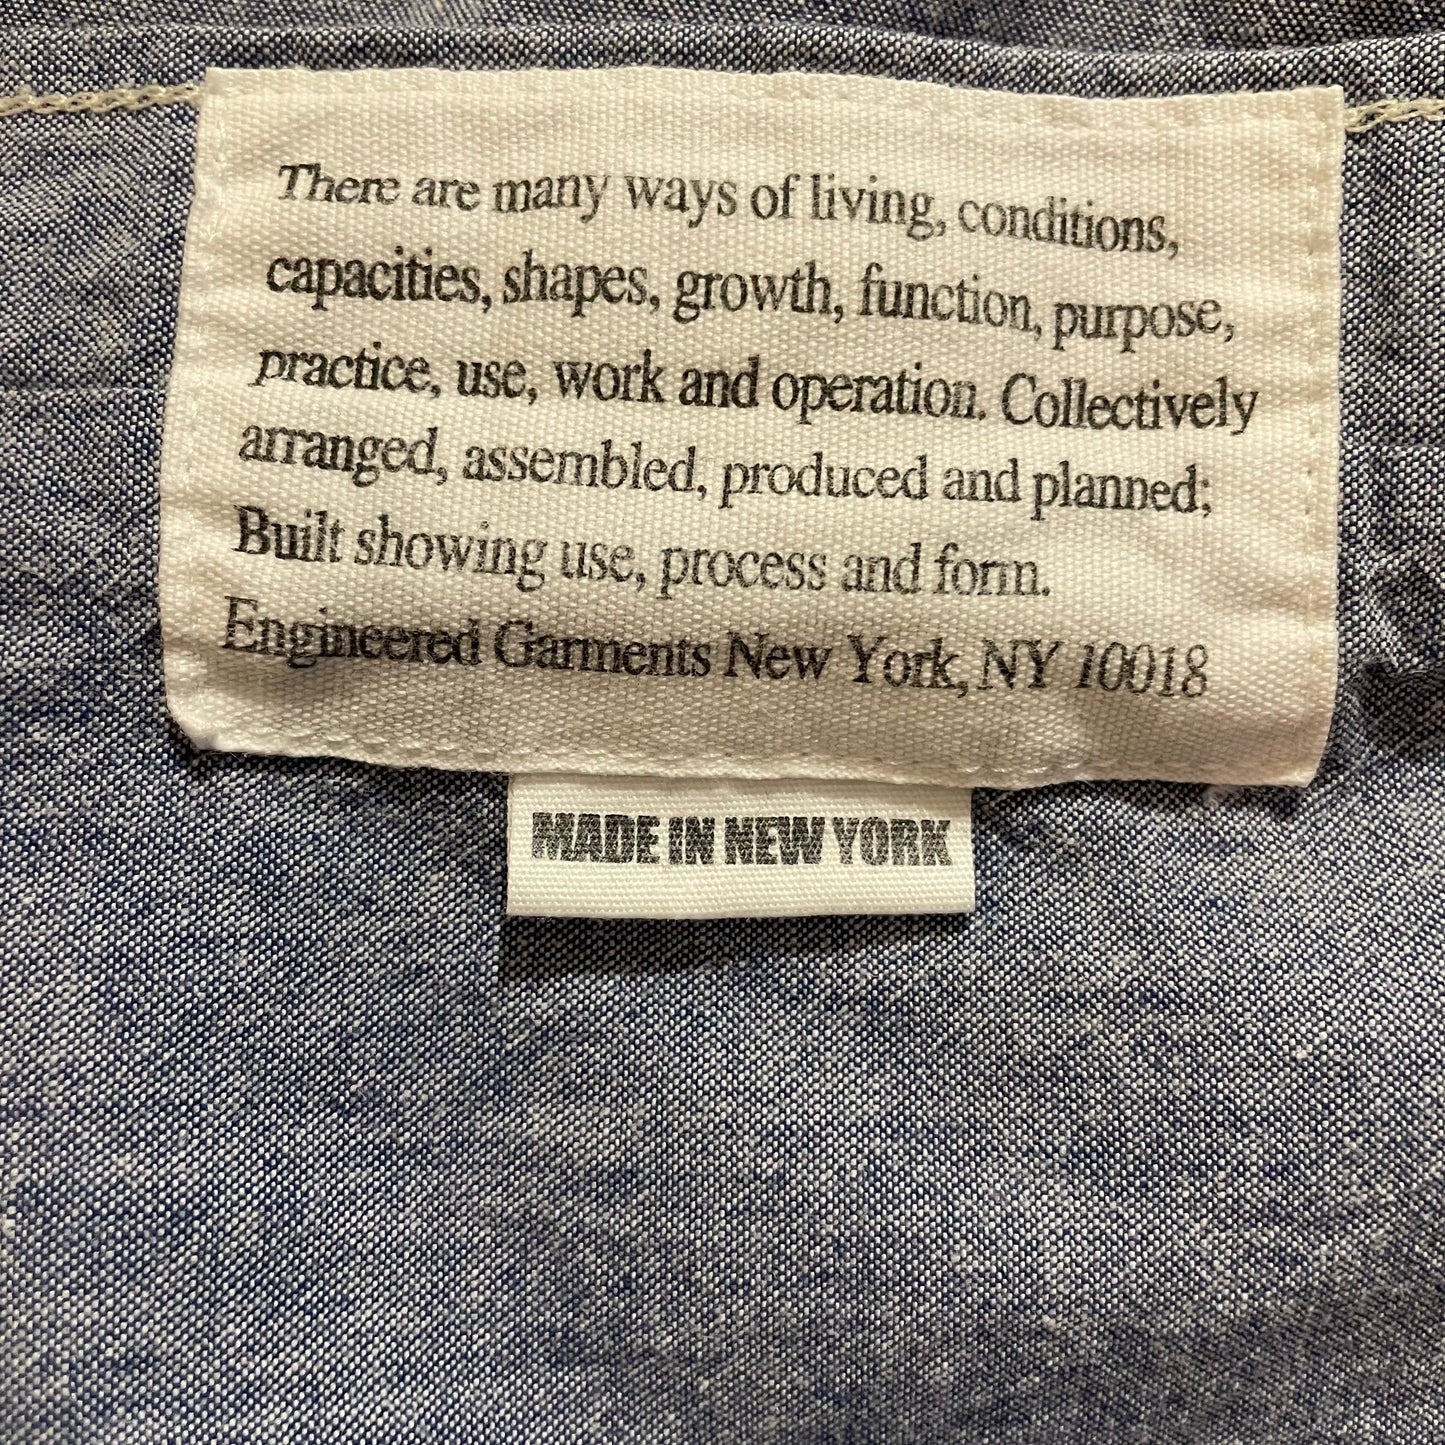 There are many ways of living, conditions,
capacities, shapes, growth, function, purpose,
practice, use, work and operation. Collectively
arranged, assembled, produced and planned;
Built showing use, process and form.
Engineered Garments New York, NY 10018
MADE IN NEW YORK